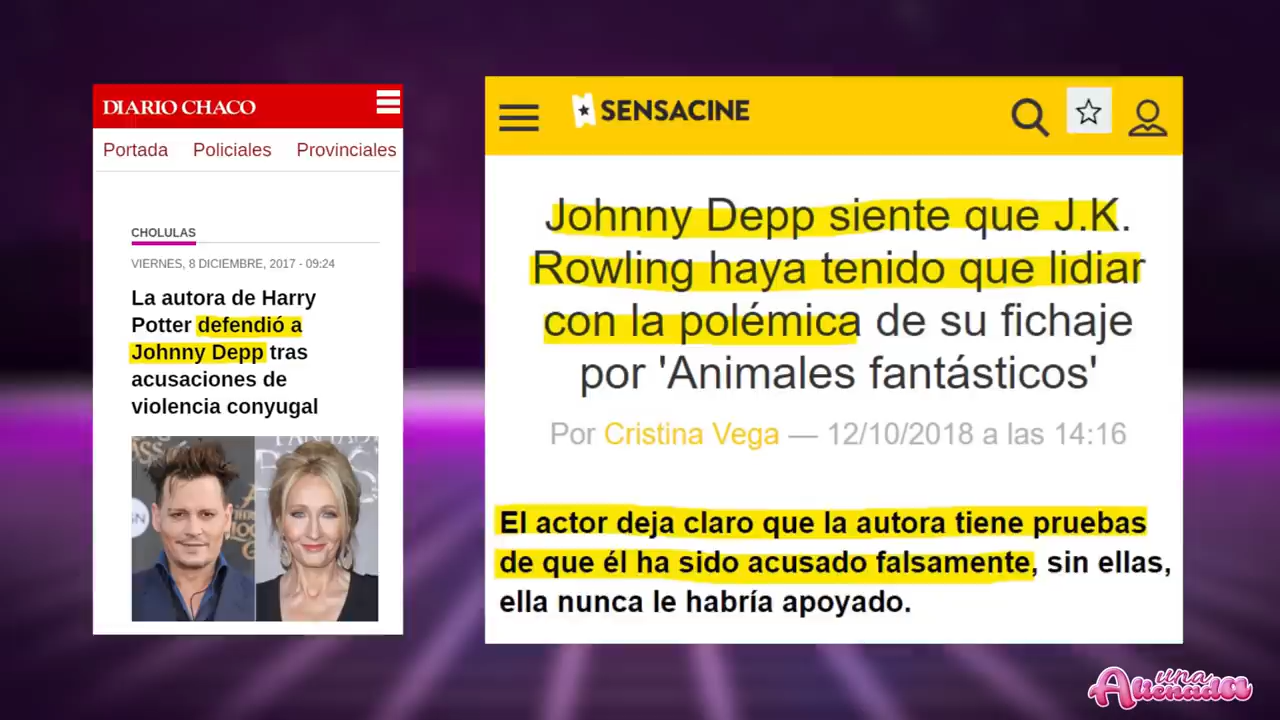 DIARIO CHACO
Portada Policiales Provinciales
CHOLULAS
VIERNES, 8 DICIEMBRE, 2017 - 09:24
La autora de Harry
Potter defendió a
Johnny Depp tras
acusaciones de
violencia conyugal
SENSACINE
Johnny Depp siente que J.K.
Rowling haya tenido que lidiar
con la polémica de su fichaje
por 'Animales fantásticos'
Por Cristina Vega — 12/10/2018 a las 14:16
El actor deja claro que la autora tiene pruebas
de que él ha sido acusado falsamente, sin ellas,
ella nunca le habría apoyado.
una
Alienada